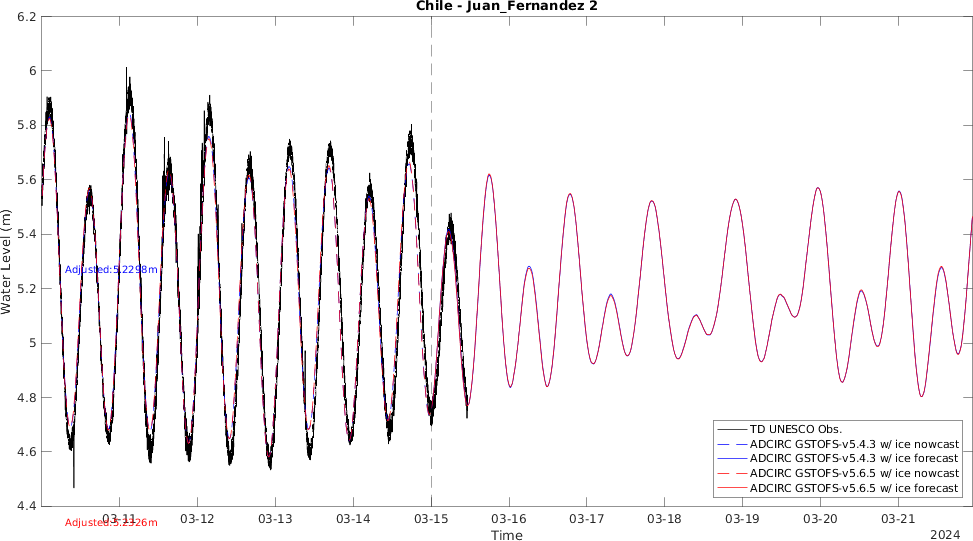 Chile - Juan_Fernandez 2
Water Level (m)
6.2
6
5.8
5.6
5.4
5.2
5
4.8
4.6
4.4
Adjusted:5.2298m
Adjusted:5.2326m
TD UNESCO Obs.
ADCIRC GSTOFS-v5.4.3 w/ ice nowcast
ADCIRC GSTOFS-v5.4.3 w/ ice forecast
ADCIRC GSTOFS-v5.6.5 w/ ice nowcast
ADCIRC GSTOFS-v5.6.5 w/ ice forecast
03-11 03-12 03-13 03-14 03-15 03-16 03-17 03-18 03-19 03-20 03-21
Time
2024